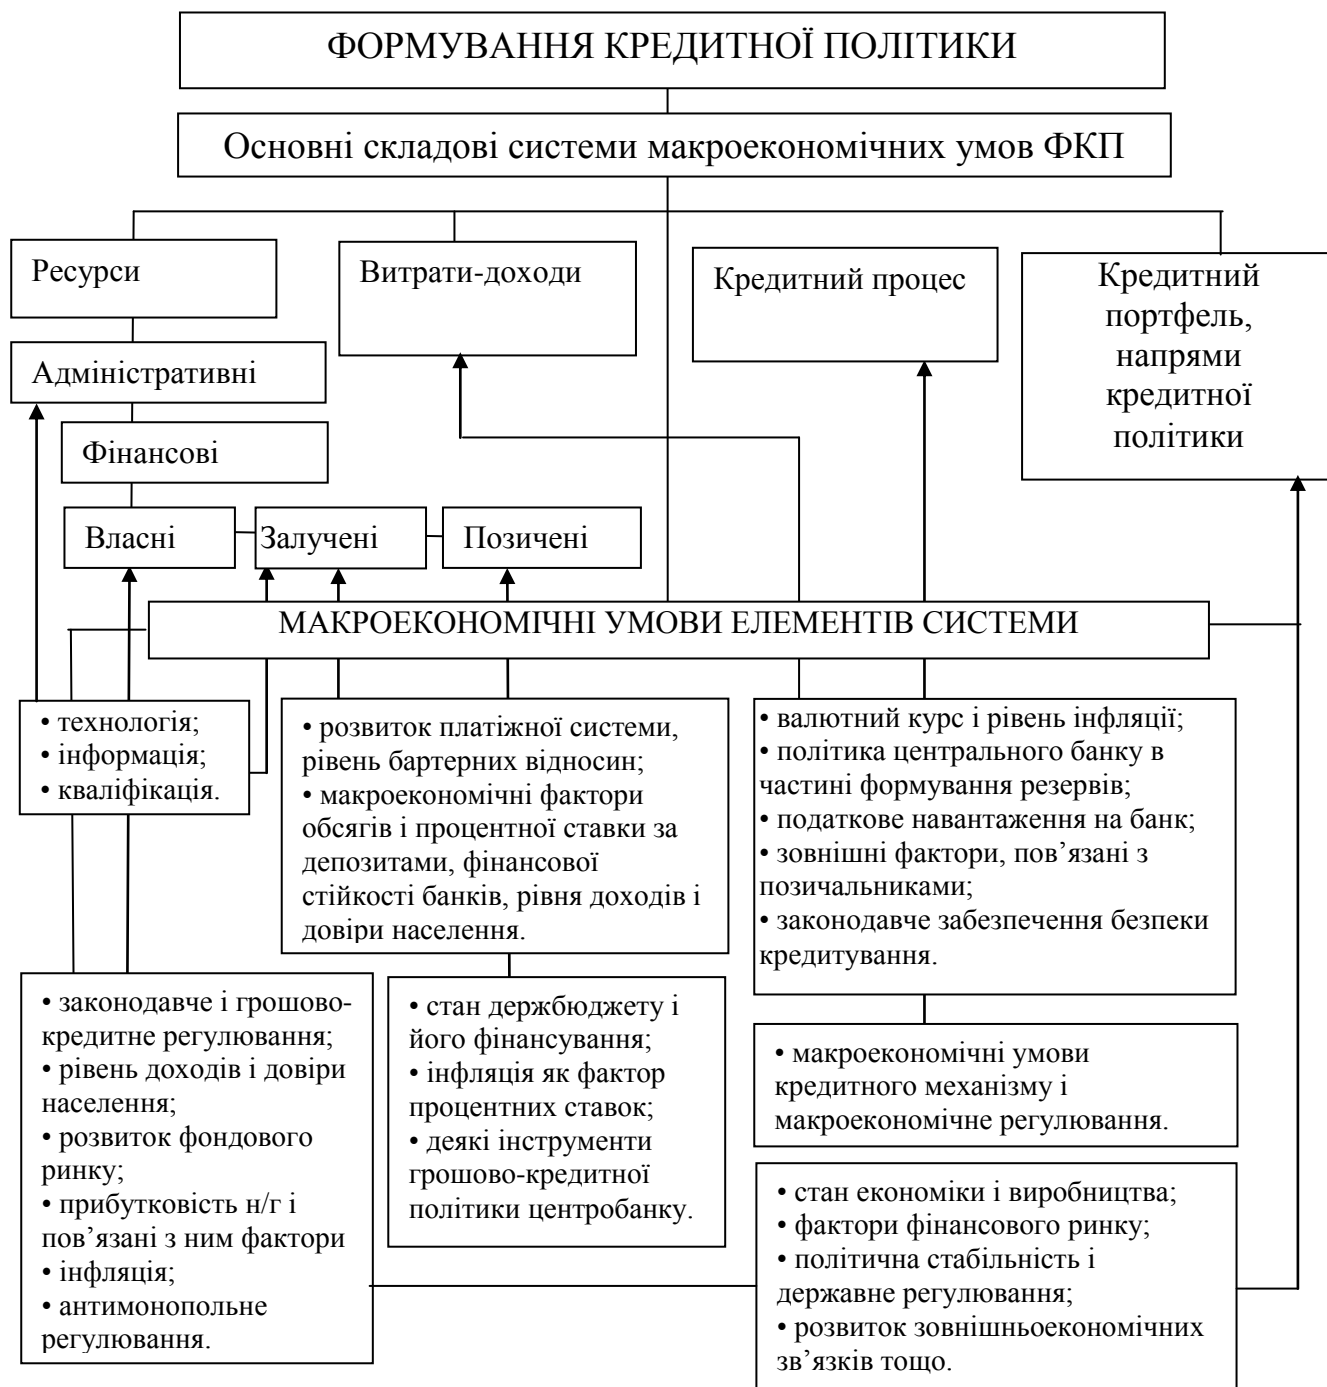 ФОРМУВАННЯ КРЕДИТНОЇ ПОЛІТИКИ
Основні складові системи макроекономічних умов ФКП
Ресурси
Витрати-доходи
Кредитний процес
Кредитний
портфель,
напрями
кредитної
політики
Адміністративні
Фінансові
Власні
Залучені
Позичені
МАКРОЕКОНОМІЧНІ УМОВИ ЕЛЕМЕНТІВ СИСТЕМИ
• технологія;
• інформація;
• кваліфікація.
• розвиток платіжної системи,
рівень бартерних відносин;
• макроекономічні фактори
обсягів і процентної ставки за
депозитами, фінансової
стійкості банків, рівня доходів і
довіри населення.
• валютний курс і рівень інфляції;
• політика центрального банку в
частині формування резервів;
• податкове навантаження на банк;
• зовнішні фактори, пов’язані з
позичальниками;
• законодавче забезпечення безпеки
кредитування.
• законодавче і грошово-
кредитне регулювання;
• рівень доходів і довіри
населення;
• розвиток фондового
ринку;
• прибутковість н/г і
пов’язані з ним фактори
• інфляція;
• антимонопольне
регулювання.
• стан держбюджету і
його фінансування;
• інфляція як фактор
процентних ставок;
• деякі інструменти
грошово-кредитної
політики центробанку.
• макроекономічні умови
кредитного механізму і
макроекономічне регулювання.
• стан економіки і виробництва;
• фактори фінансового ринку;
• політична стабільність і
державне регулювання;
• розвиток зовнішньоекономічних
зв’язків тощо.